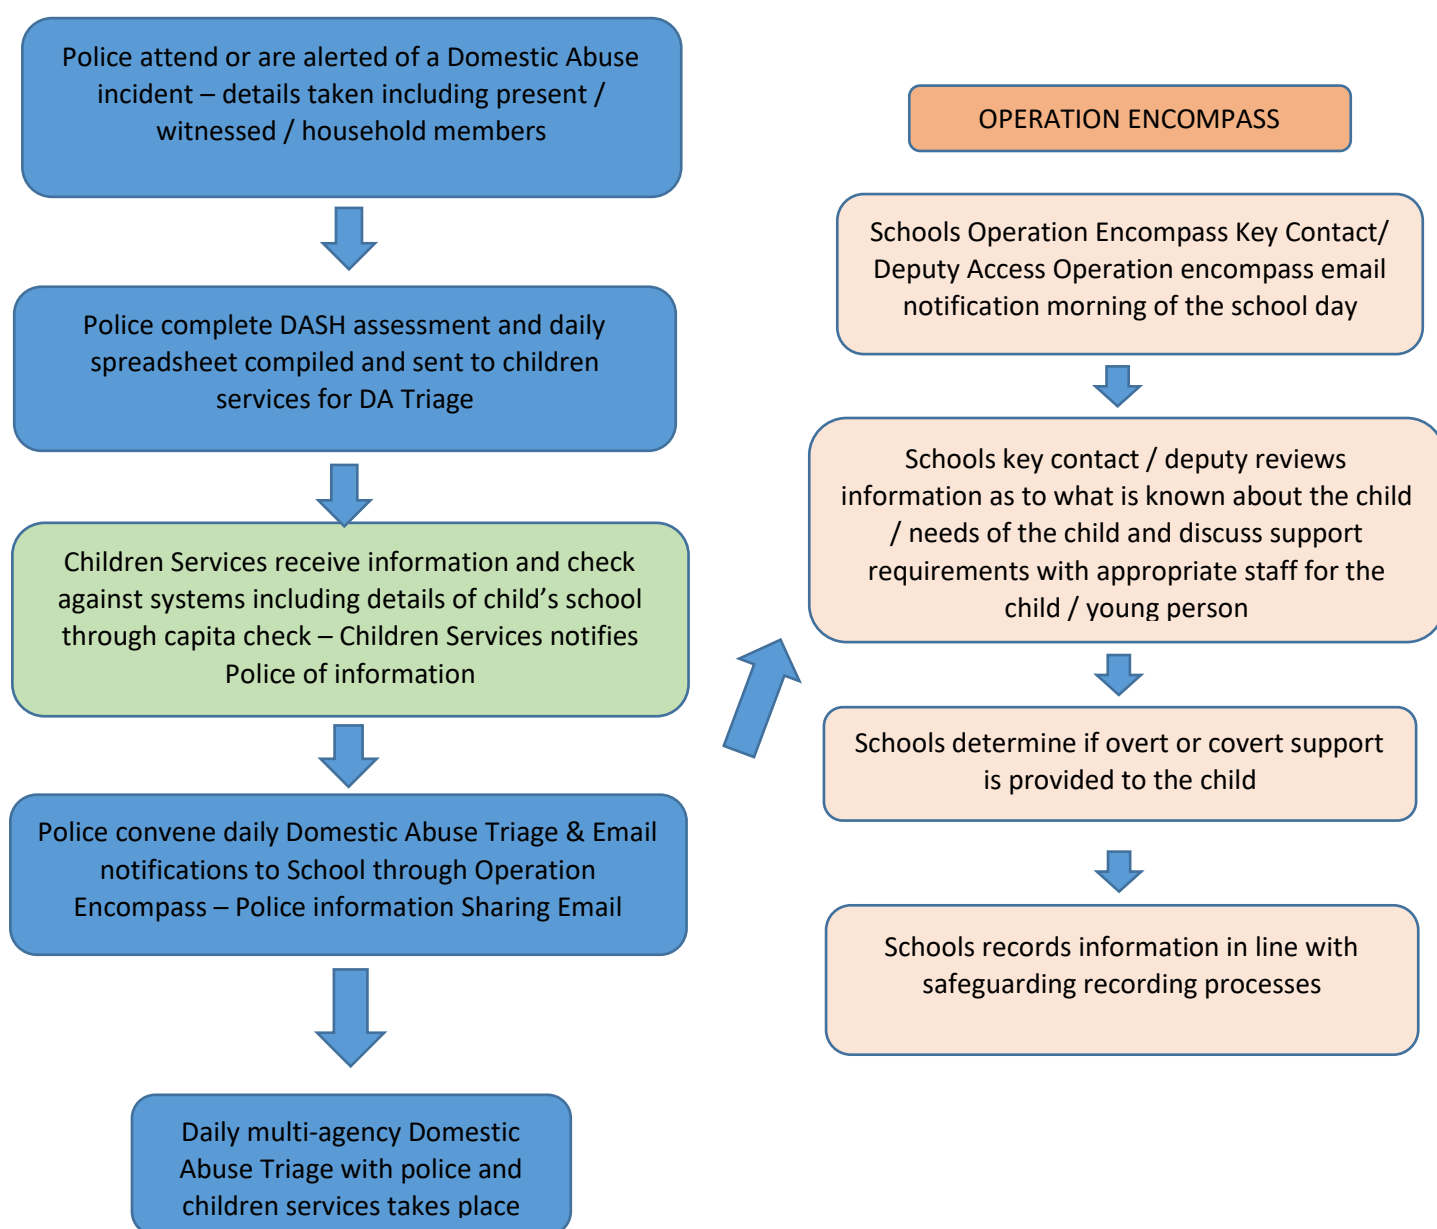 Police attend or are alerted of a Domestic Abuse
incident – details taken including present /
witnessed / household members
Police complete DASH assessment and daily
spreadsheet compiled and sent to children
services for DA Triage
Children Services receive information and check
against systems including details of child’s school
through capita check – Children Services notifies
Police of information
Police convene daily Domestic Abuse Triage & Email
notifications to School through Operation
Encompass – Police information Sharing Email
Daily multi-agency Domestic
Abuse Triage with police and
children services takes place
OPERATION ENCOMPASS
Schools Operation Encompass Key Contact/
Deputy Access Operation encompass email
notification morning of the school day
Schools key contact / deputy reviews
information as to what is known about the child
/ needs of the child and discuss support
requirements with appropriate staff for the
child / young person
Schools determine if overt or covert support
is provided to the child
Schools records information in line with
safeguarding recording processes